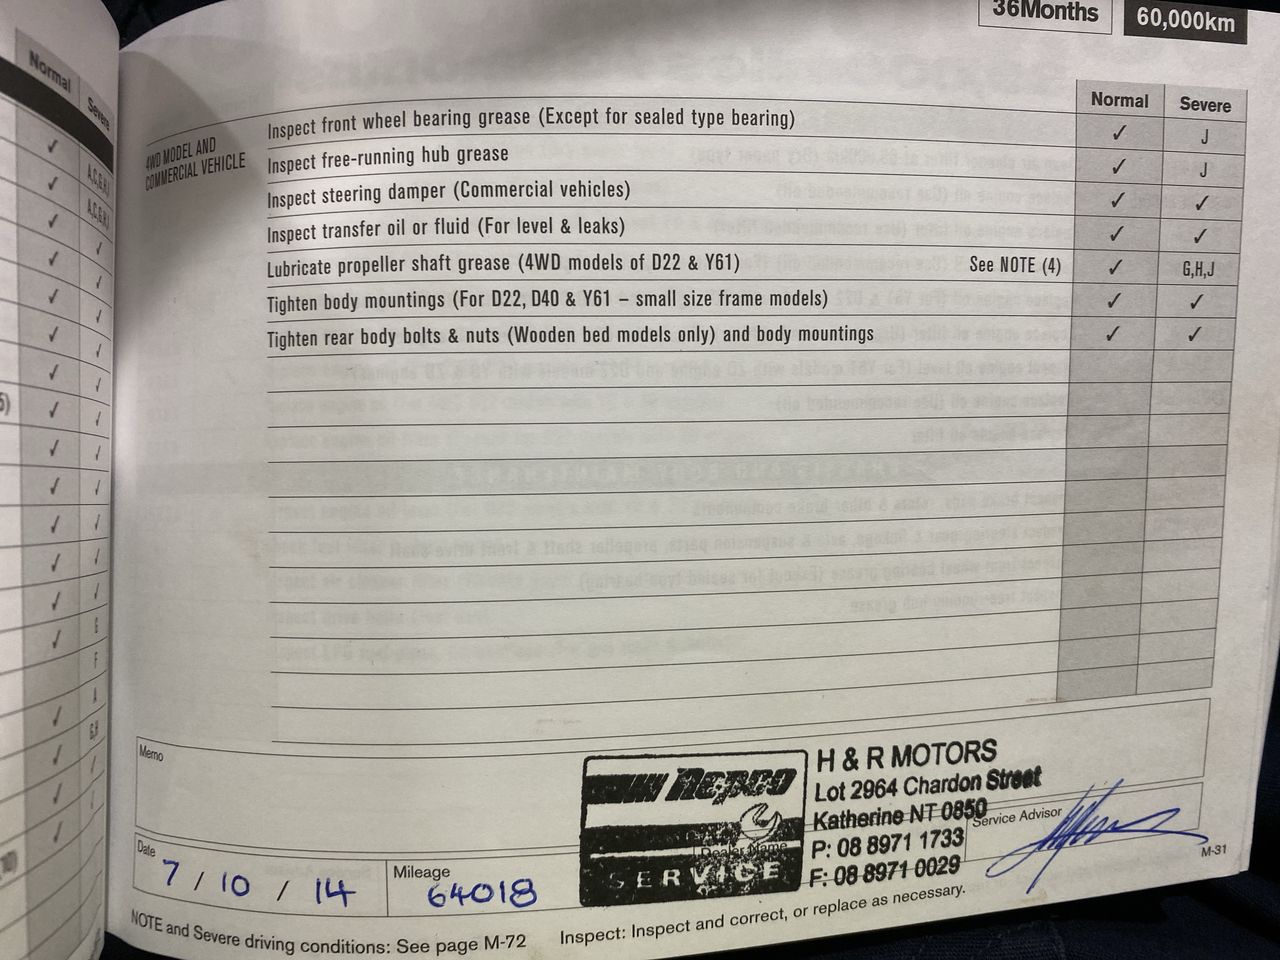 36Months 60,000km
Normal Severe
Normal Severe
4WD MODEL AND
COMMERCIAL VEHICLE
Inspect front wheel bearing grease (Except for sealed type bearing) ✓ J
Inspect free-running hub grease ✓ J
Inspect steering damper (Commercial vehicles) ✓ ✓
Inspect transfer oil or fluid (For level & leaks) ✓ ✓
Lubricate propeller shaft grease (4WD models of D22 & Y61) See NOTE (4) ✓ G,H,J
Tighten body mountings (For D22, D40 & Y61 – small size frame models) ✓ ✓
Tighten rear body bolts & nuts (Wooden bed models only) and body mountings ✓ ✓
Memo
Repco
SERVICE
H & R MOTORS
Lot 2964 Chardon Street
Katherine NT 0850
P: 08 8971 1733
F: 08 8971 0029
Dealer Name
Service Advisor
Date
7 / 10 / 14
Mileage
64018
M-31
NOTE and Severe driving conditions: See page M-72 Inspect: Inspect and correct, or replace as necessary.